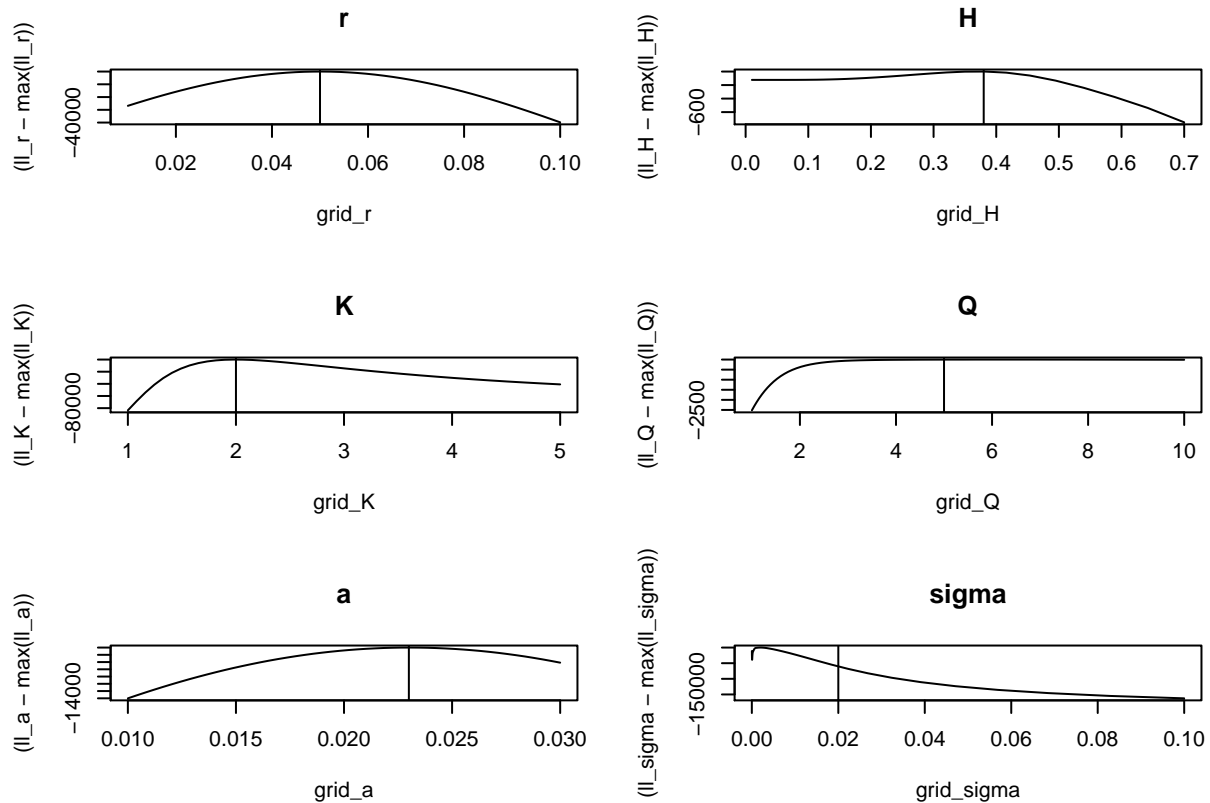 r
(ll_r − max(ll_r))
−40000
0.02 0.04 0.06 0.08 0.10
grid_r
H
(ll_H − max(ll_H))
−600
0.0 0.1 0.2 0.3 0.4 0.5 0.6 0.7
grid_H
K
(ll_K − max(ll_K))
−80000
1 2 3 4 5
grid_K
Q
(ll_Q − max(ll_Q))
−2500
2 4 6 8 10
grid_Q
a
(ll_a − max(ll_a))
−14000
0.010 0.015 0.020 0.025 0.030
grid_a
sigma
(ll_sigma − max(ll_sigma))
−150000
0.00 0.02 0.04 0.06 0.08 0.10
grid_sigma